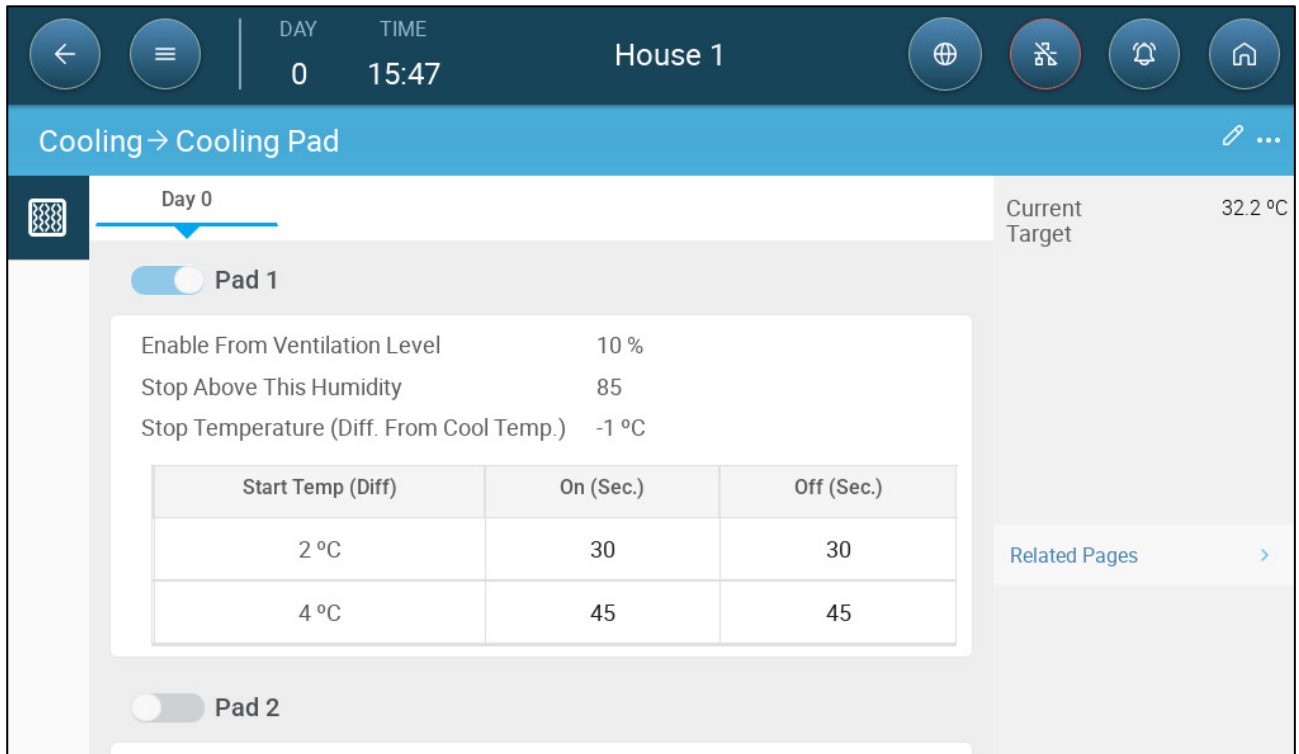 DAY TIME
0 15:47
House 1
Cooling → Cooling Pad
Day 0
Current
Target
32.2 ºC
Pad 1
Enable From Ventilation Level 10 %
Stop Above This Humidity 85
Stop Temperature (Diff. From Cool Temp.) -1 ºC
Start Temp (Diff) On (Sec.) Off (Sec.)
2 ºC 30 30
4 ºC 45 45
Related Pages
Pad 2